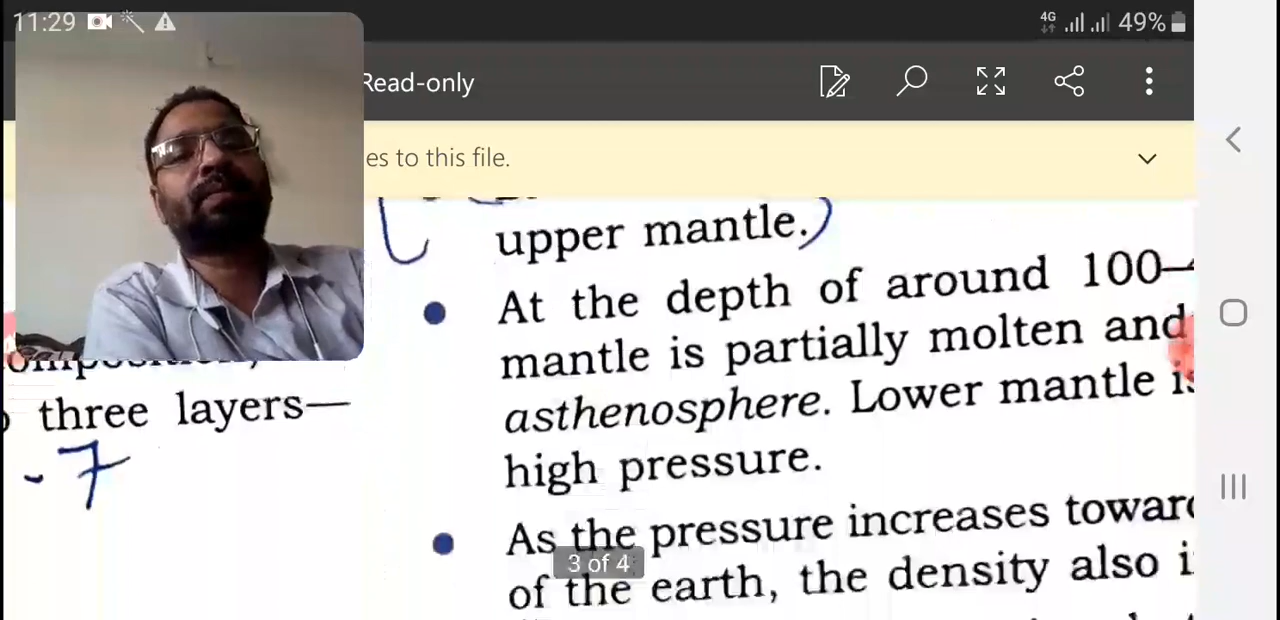 11:29
4G
49%
Read-only
es to this file.
upper mantle.)
At the depth of around 100–
mantle is partially molten and
asthenosphere. Lower mantle is
high pressure.
As the pressure increases toward
of the earth, the density also i
3 of 4
three layers—
- 7